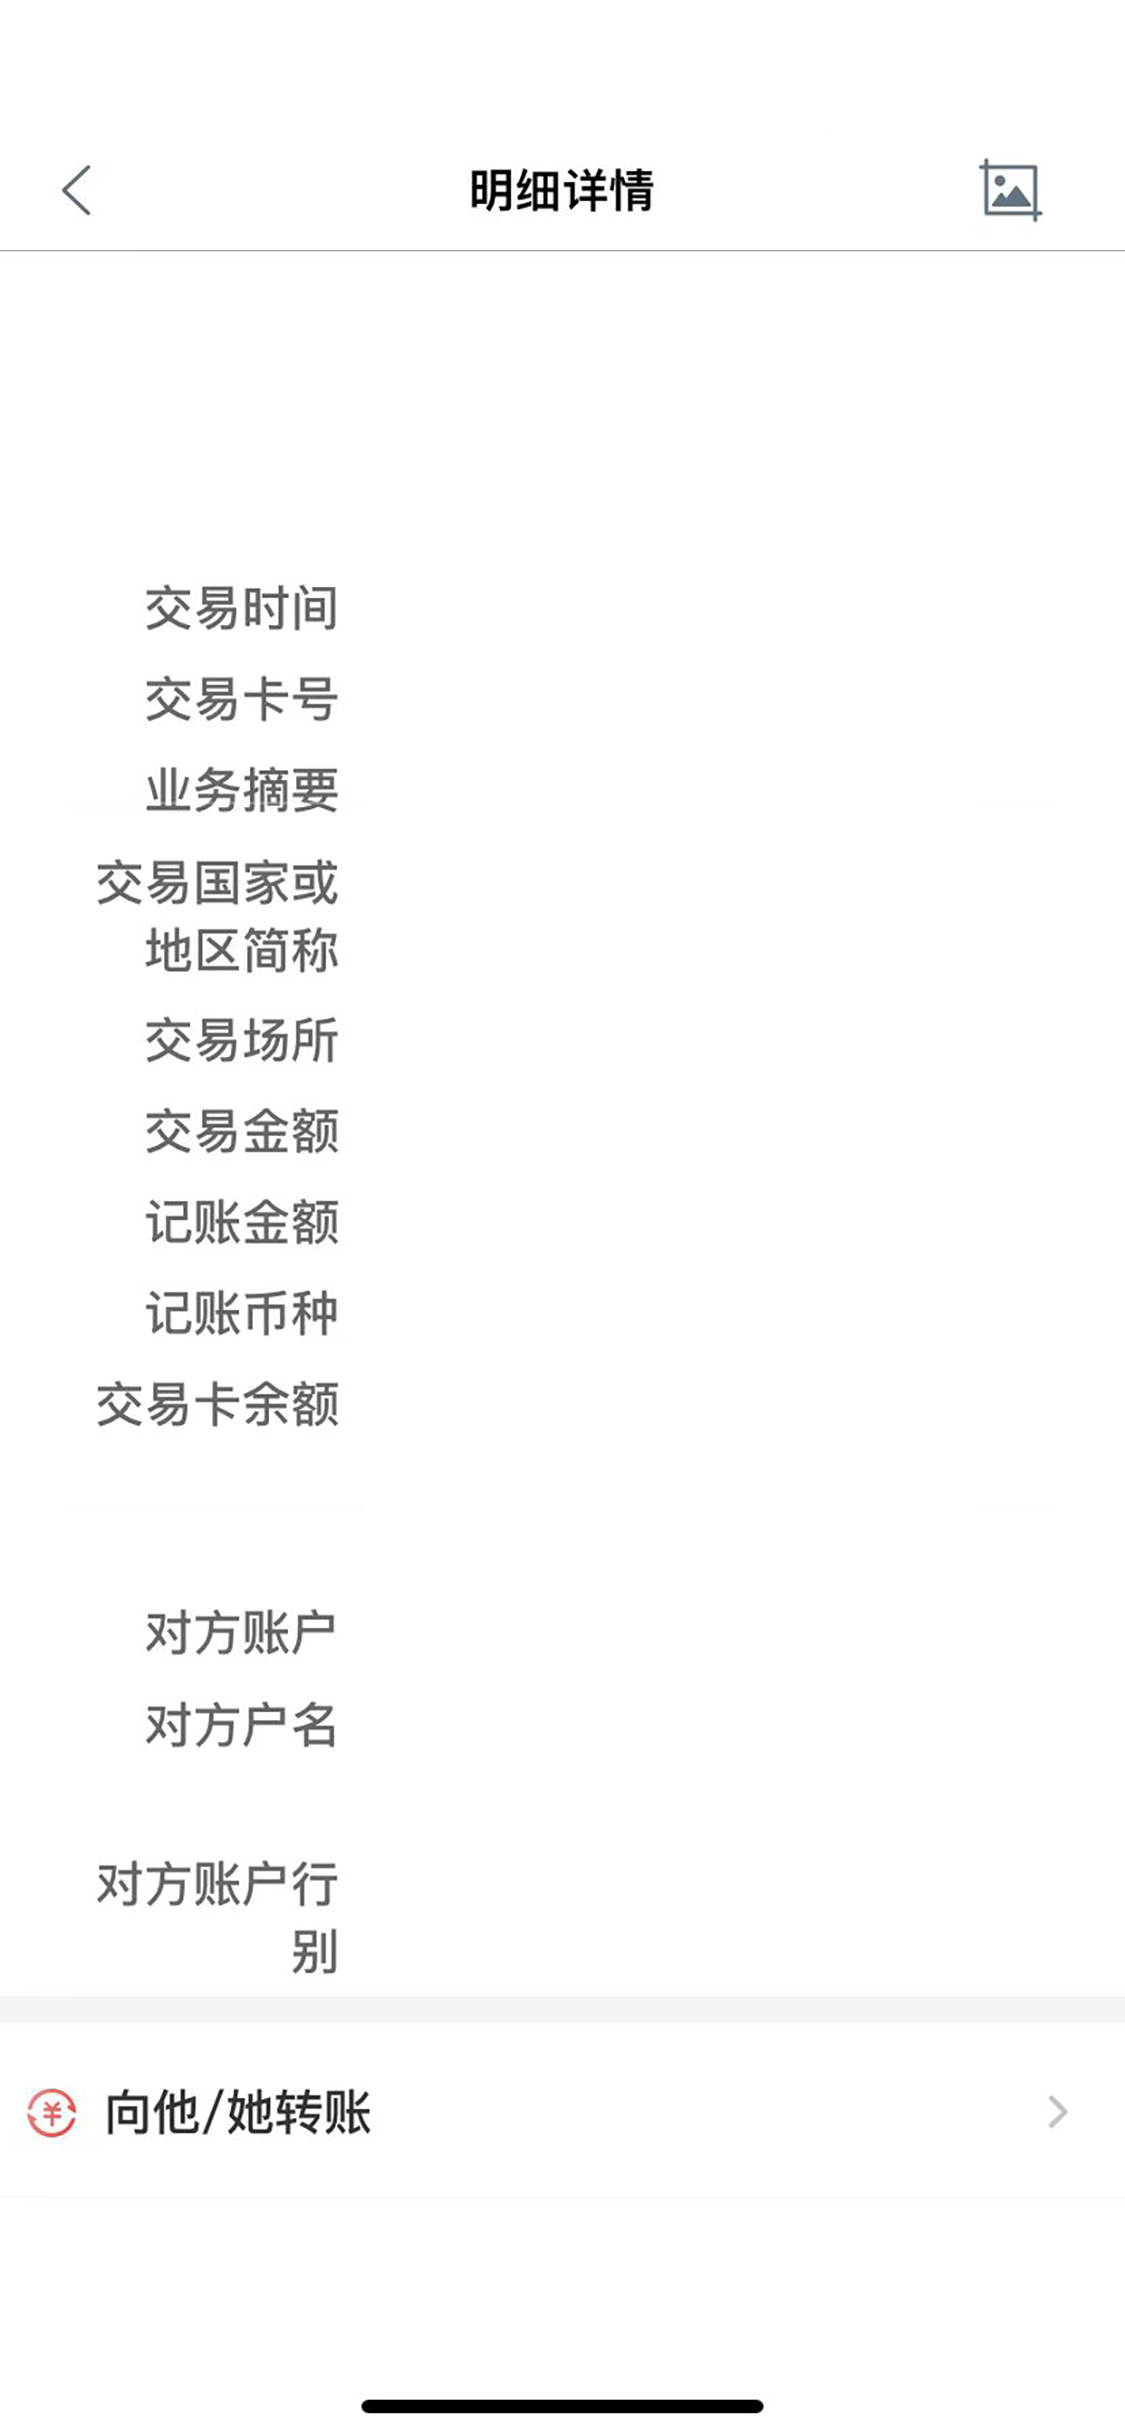 明细详情
交易时间
交易卡号
业务摘要
交易国家或
地区简称
交易场所
交易金额
记账金额
记账币种
交易卡余额
对方账户
对方户名
对方账户行
别
向他/她转账